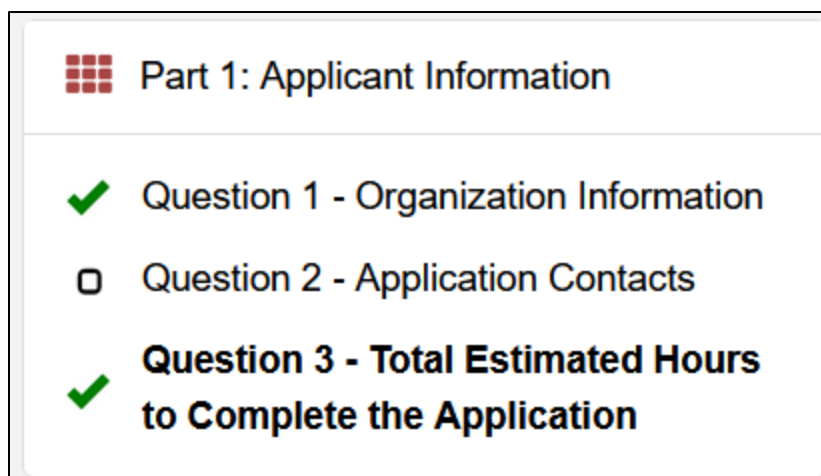 Part 1: Applicant Information
Question 1 - Organization Information
Question 2 - Application Contacts
Question 3 - Total Estimated Hours
to Complete the Application